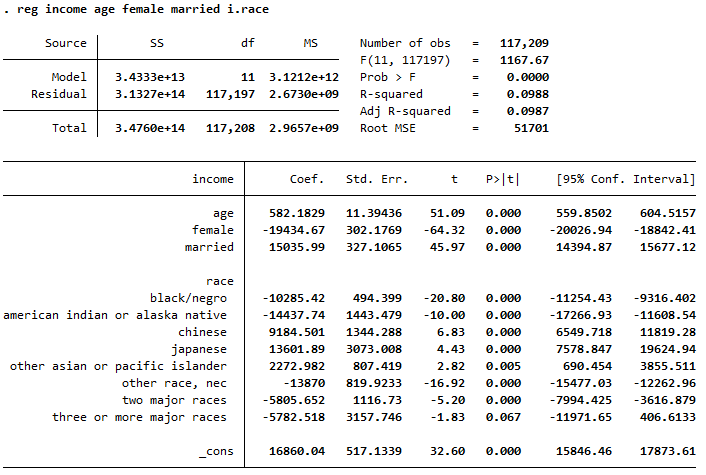 . reg income age female married i.race
Source SS df MS Number of obs = 117,209
F(11, 117197) = 1167.67
Model 3.4333e+13 11 3.1212e+12 Prob > F = 0.0000
Residual 3.1327e+14 117,197 2.6730e+09 R-squared = 0.0988
Adj R-squared = 0.0987
Total 3.4760e+14 117,208 2.9657e+09 Root MSE = 51701
income Coef. Std. Err. t P>|t| [95% Conf. Interval]
age 582.1829 11.39436 51.09 0.000 559.8502 604.5157
female -19434.67 302.1769 -64.32 0.000 -20026.94 -18842.41
married 15035.99 327.1065 45.97 0.000 14394.87 15677.12
race
black/negro -10285.42 494.399 -20.80 0.000 -11254.43 -9316.402
american indian or alaska native -14437.74 1443.479 -10.00 0.000 -17266.93 -11608.54
chinese 9184.501 1344.288 6.83 0.000 6549.718 11819.28
japanese 13601.89 3073.008 4.43 0.000 7578.847 19624.94
other asian or pacific islander 2272.982 807.419 2.82 0.005 690.454 3855.511
other race, nec -13870 819.9233 -16.92 0.000 -15477.03 -12262.96
two major races -5805.652 1116.73 -5.20 0.000 -7994.425 -3616.879
three or more major races -5782.518 3157.746 -1.83 0.067 -11971.65 406.6133
_cons 16860.04 517.1339 32.60 0.000 15846.46 17873.61